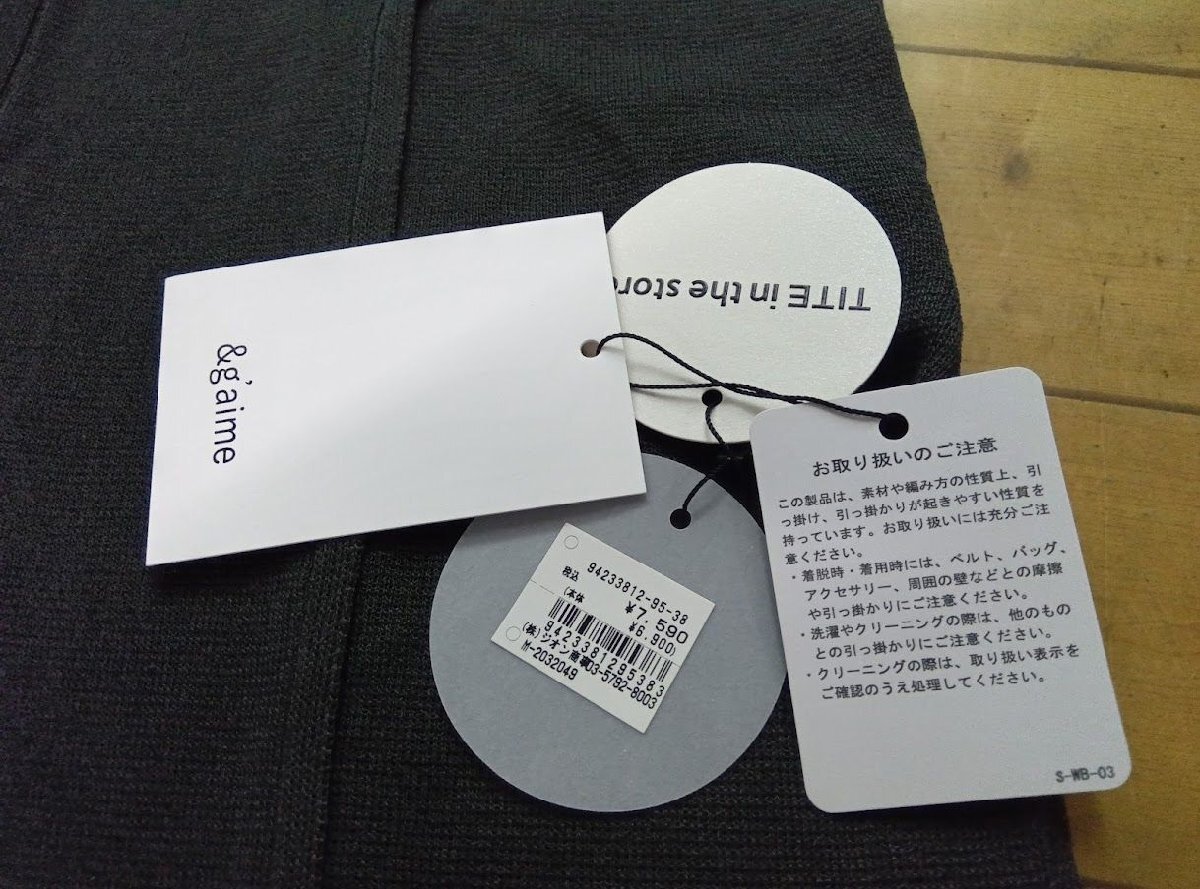 &g'aime
TITE in the stor
94233812-95-38
税込 ¥7,590
(本体 ¥6,900)
9423381295383
(株)ジオン商事03-5792-8003
M-2032049
お取り扱いのご注意
この製品は、素材や編み方の性質上、引
っ掛け、引っ掛かりが起きやすい性質を
持っています。お取り扱いには充分ご注
意ください。
・着脱時・着用時には、ベルト、バッグ、
アクセサリー、周囲の壁などとの摩擦
や引っ掛かりにご注意ください。
・洗濯やクリーニングの際は、他のもの
との引っ掛かりにご注意ください。
・クリーニングの際は、取り扱い表示を
ご確認のうえ処理してください。
S-WB-03